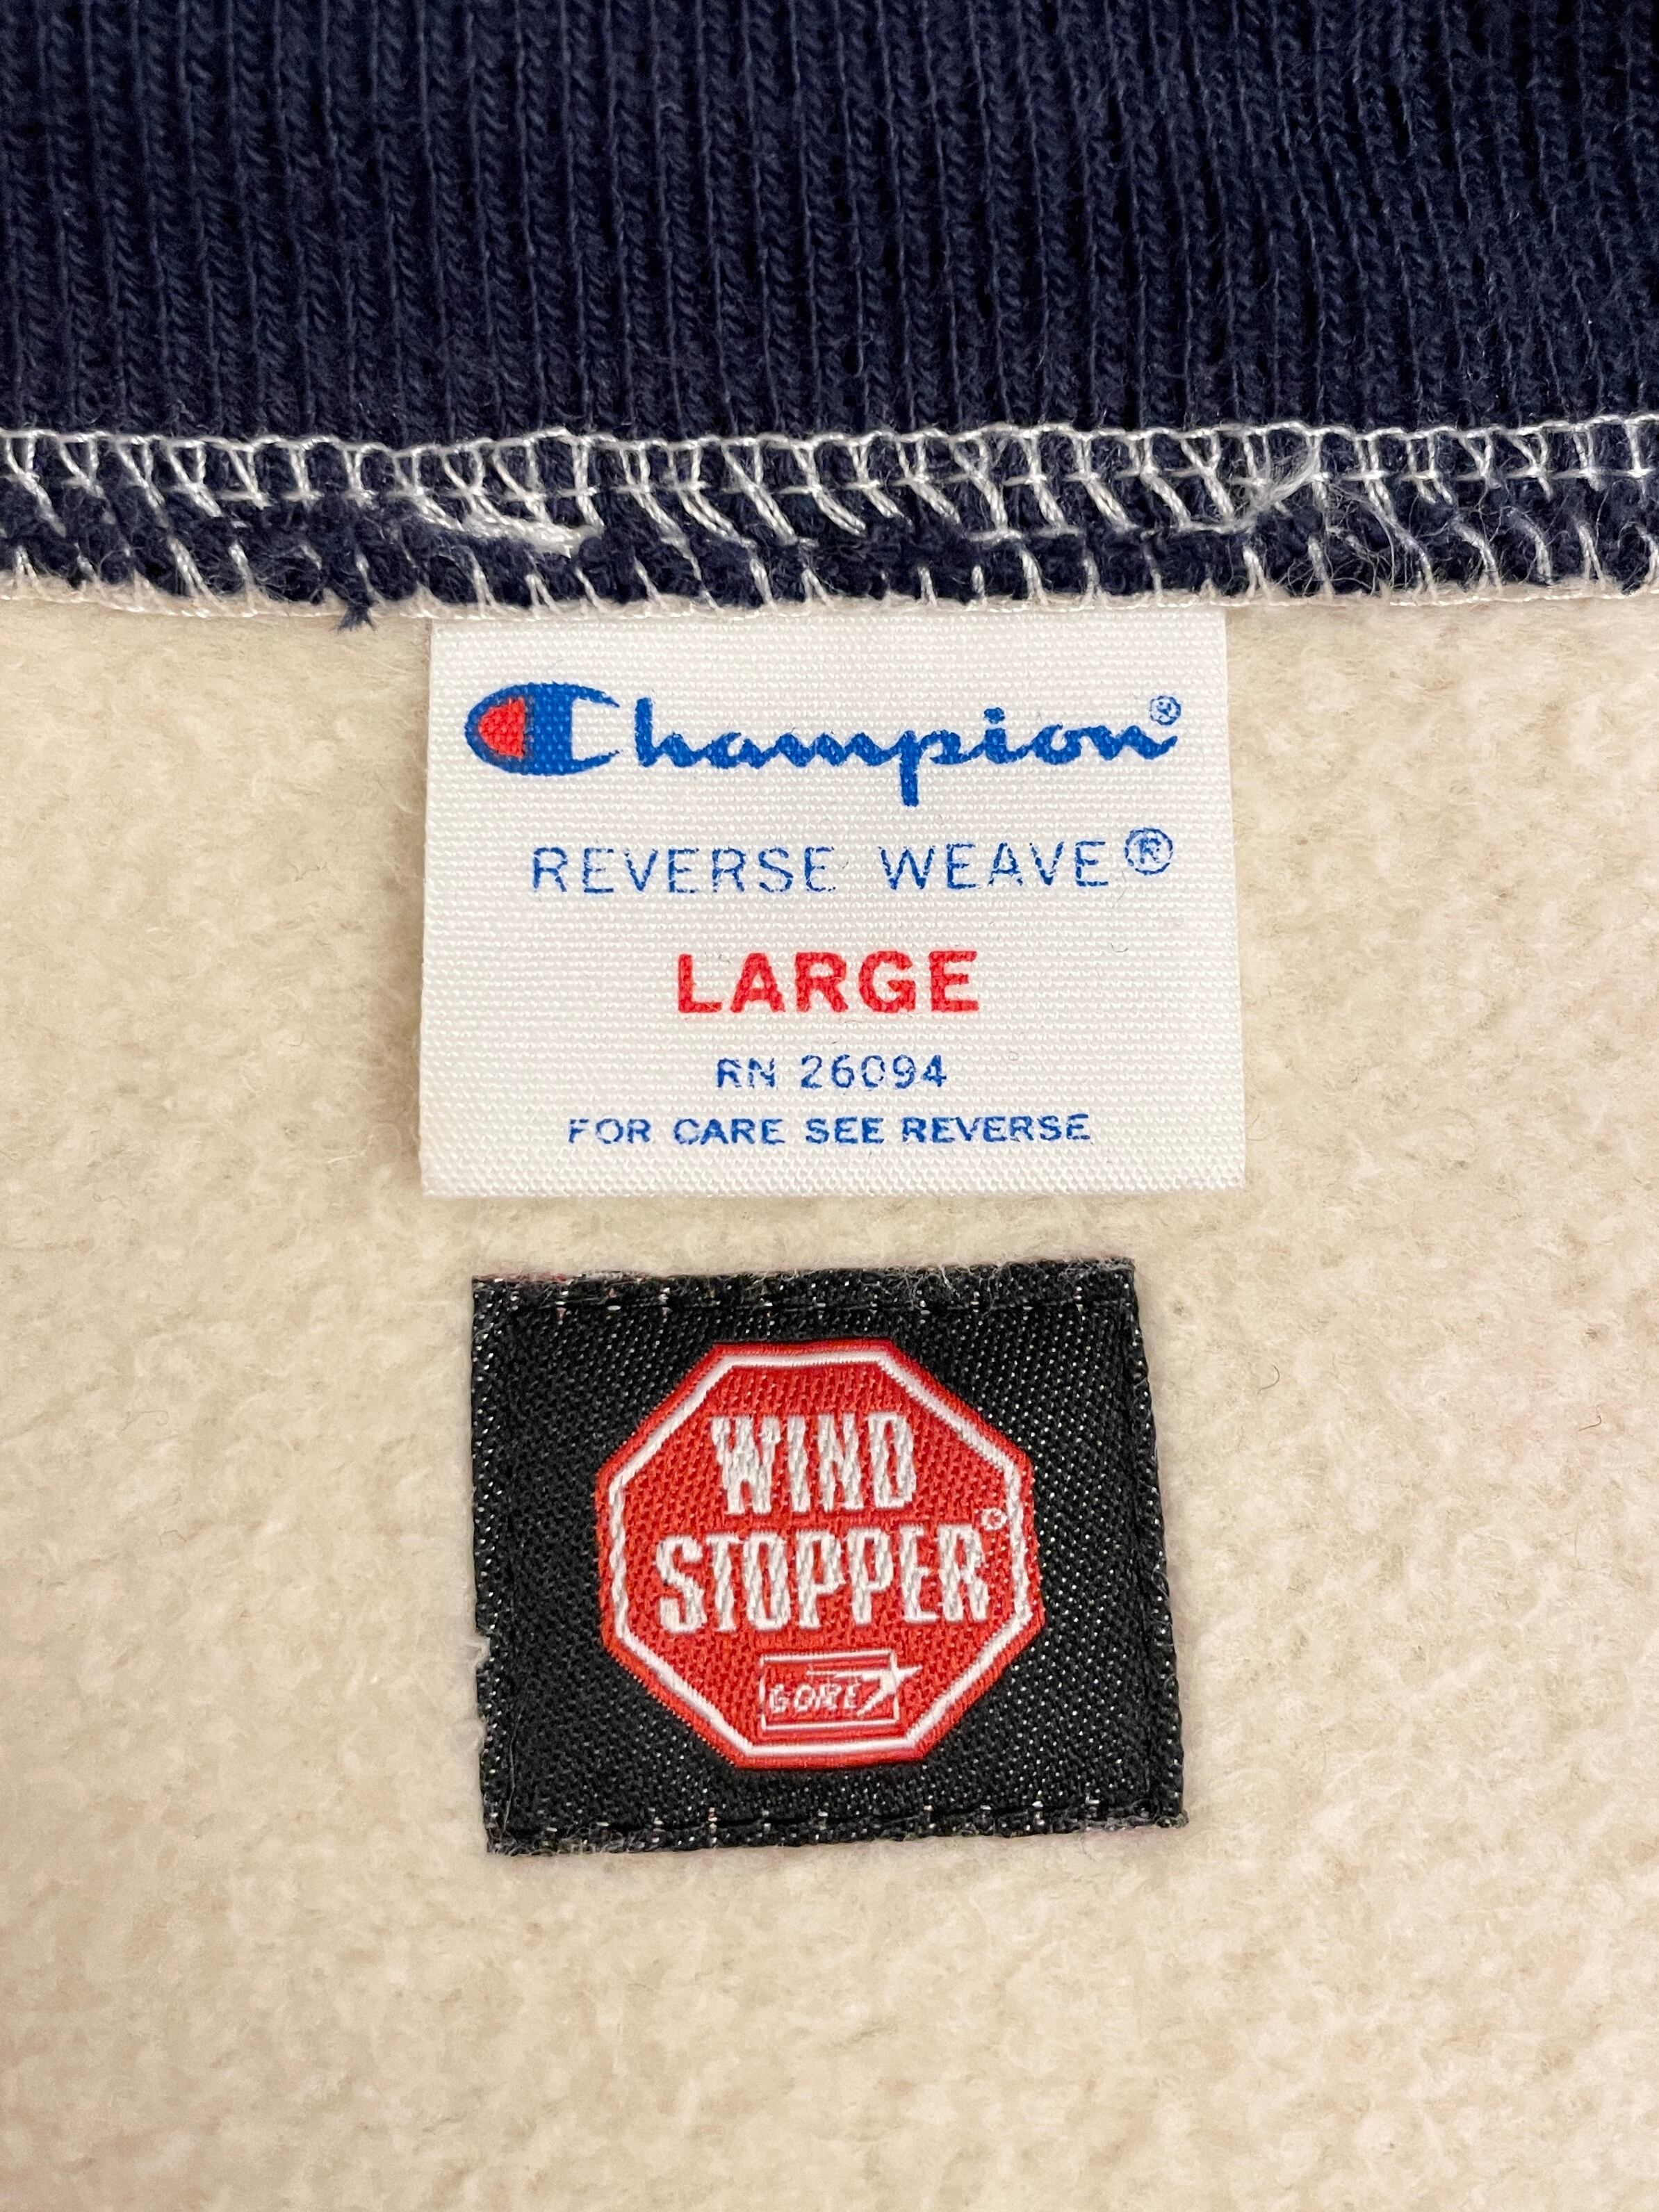 Champion®
REVERSE WEAVE®
LARGE
RN 26094
FOR CARE SEE REVERSE
WIND
STOPPER®
GORE